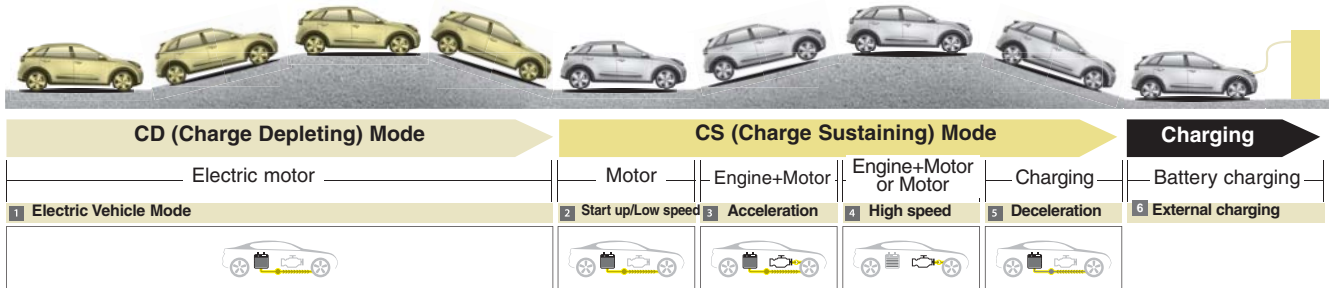 CD (Charge Depleting) Mode
CS (Charge Sustaining) Mode
Charging
Electric motor
Motor
Engine+Motor
Engine+Motor
or Motor
Charging
Battery charging
1 Electric Vehicle Mode
2 Start up/Low speed
3 Acceleration
4 High speed
5 Deceleration
6 External charging